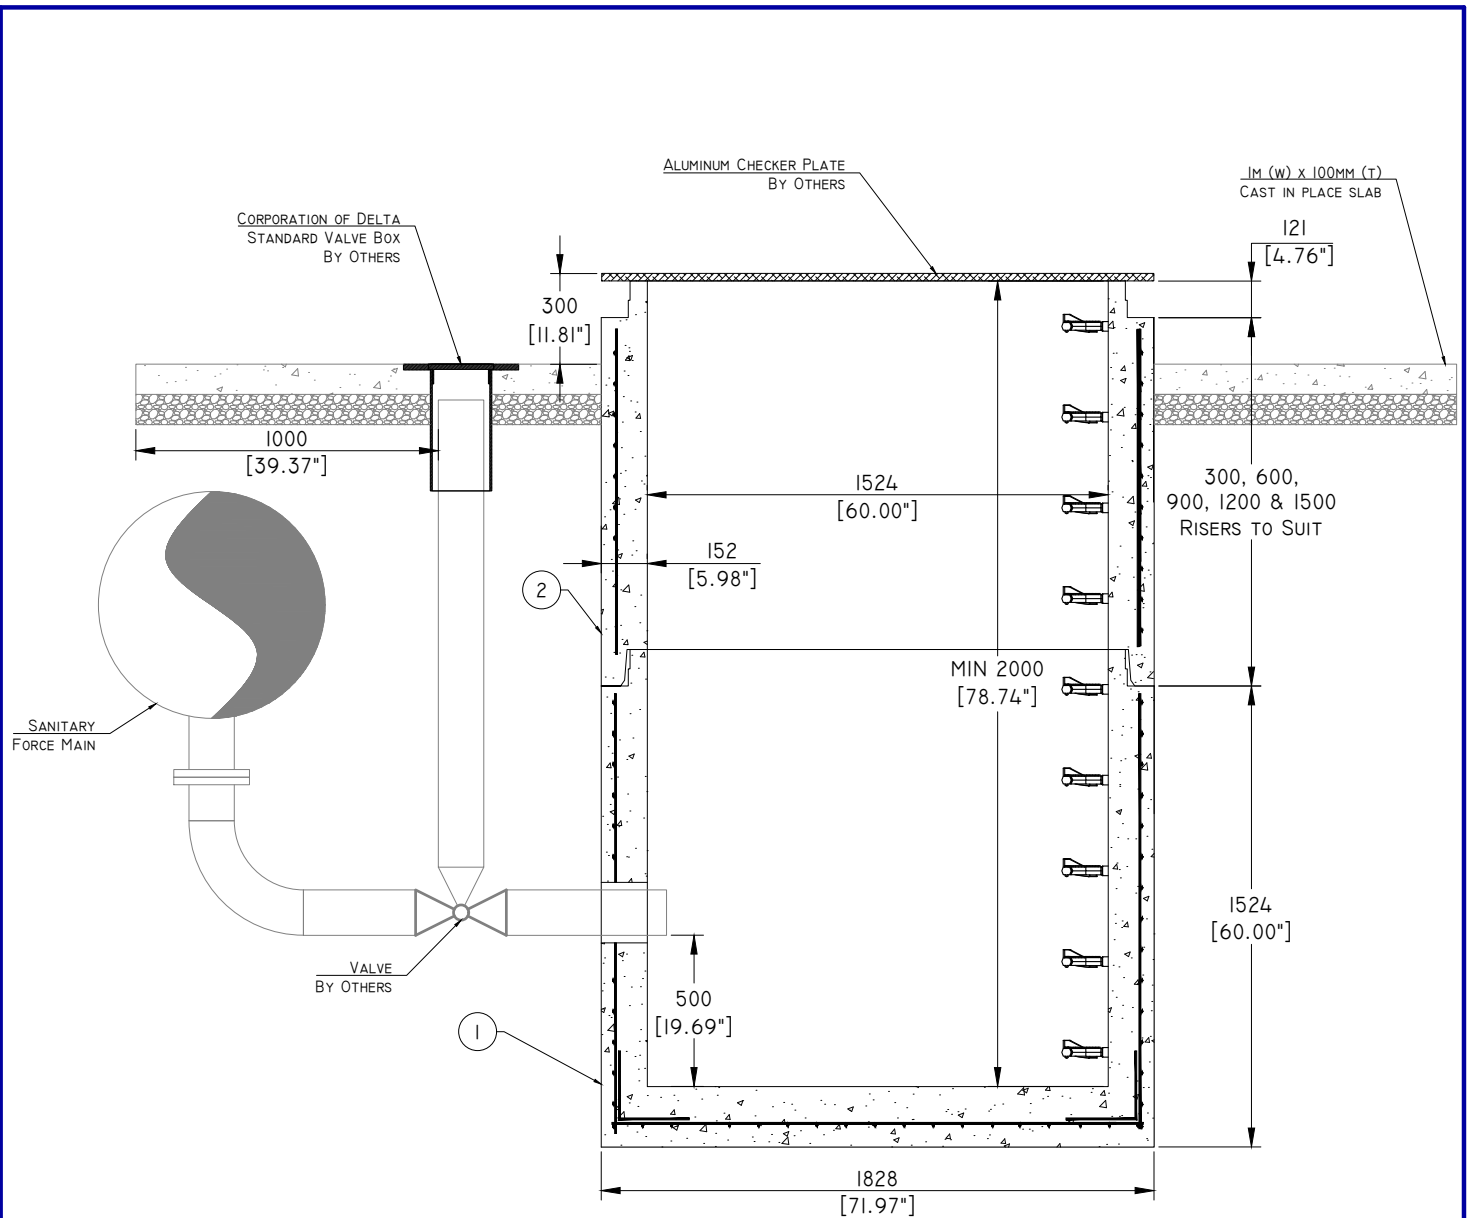 ALUMINUM CHECKER PLATE
BY OTHERS
1M (W) X 100MM (T)
CAST IN PLACE SLAB
CORPORATION OF DELTA
STANDARD VALVE BOX
BY OTHERS
121
[4.76"]
300
[11.81"]
1000
[39.37"]
1524
[60.00"]
300, 600,
900, 1200 & 1500
RISERS TO SUIT
152
[5.98"]
2
MIN 2000
[78.74"]
SANITARY
FORCE MAIN
1524
[60.00"]
VALVE
BY OTHERS
500
[19.69"]
1
1828
[71.97"]